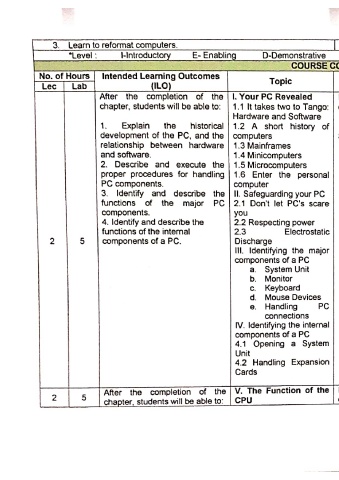 3. Learn to reformat computers.
*Level : I-Introductory E- Enabling D-Demonstrative
COURSE
No. of Hours
Lec Lab
Intended Learning Outcomes
(ILO)
Topic
2 5
After the completion of the
chapter, students will be able to:
1. Explain the historical
development of the PC, and the
relationship between hardware
and software.
2. Describe and execute the
proper procedures for handling
PC components.
3. Identify and describe the
functions of the major PC
components.
4. Identify and describe the
functions of the internal
components of a PC.
I. Your PC Revealed
1.1 It takes two to Tango:
Hardware and Software
1.2 A short history of
computers
1.3 Mainframes
1.4 Minicomputers
1.5 Microcomputers
1.6 Enter the personal
computer
II. Safeguarding your PC
2.1 Don't let PC's scare
you
2.2 Respecting power
2.3 Electrostatic
Discharge
III. Identifying the major
components of a PC
a. System Unit
b. Monitor
c. Keyboard
d. Mouse Devices
e. Handling PC
connections
IV. Identifying the internal
components of a PC
4.1 Opening a System
Unit
4.2 Handling Expansion
Cards
2 5
After the completion of the
chapter, students will be able to:
V. The Function of the
CPU